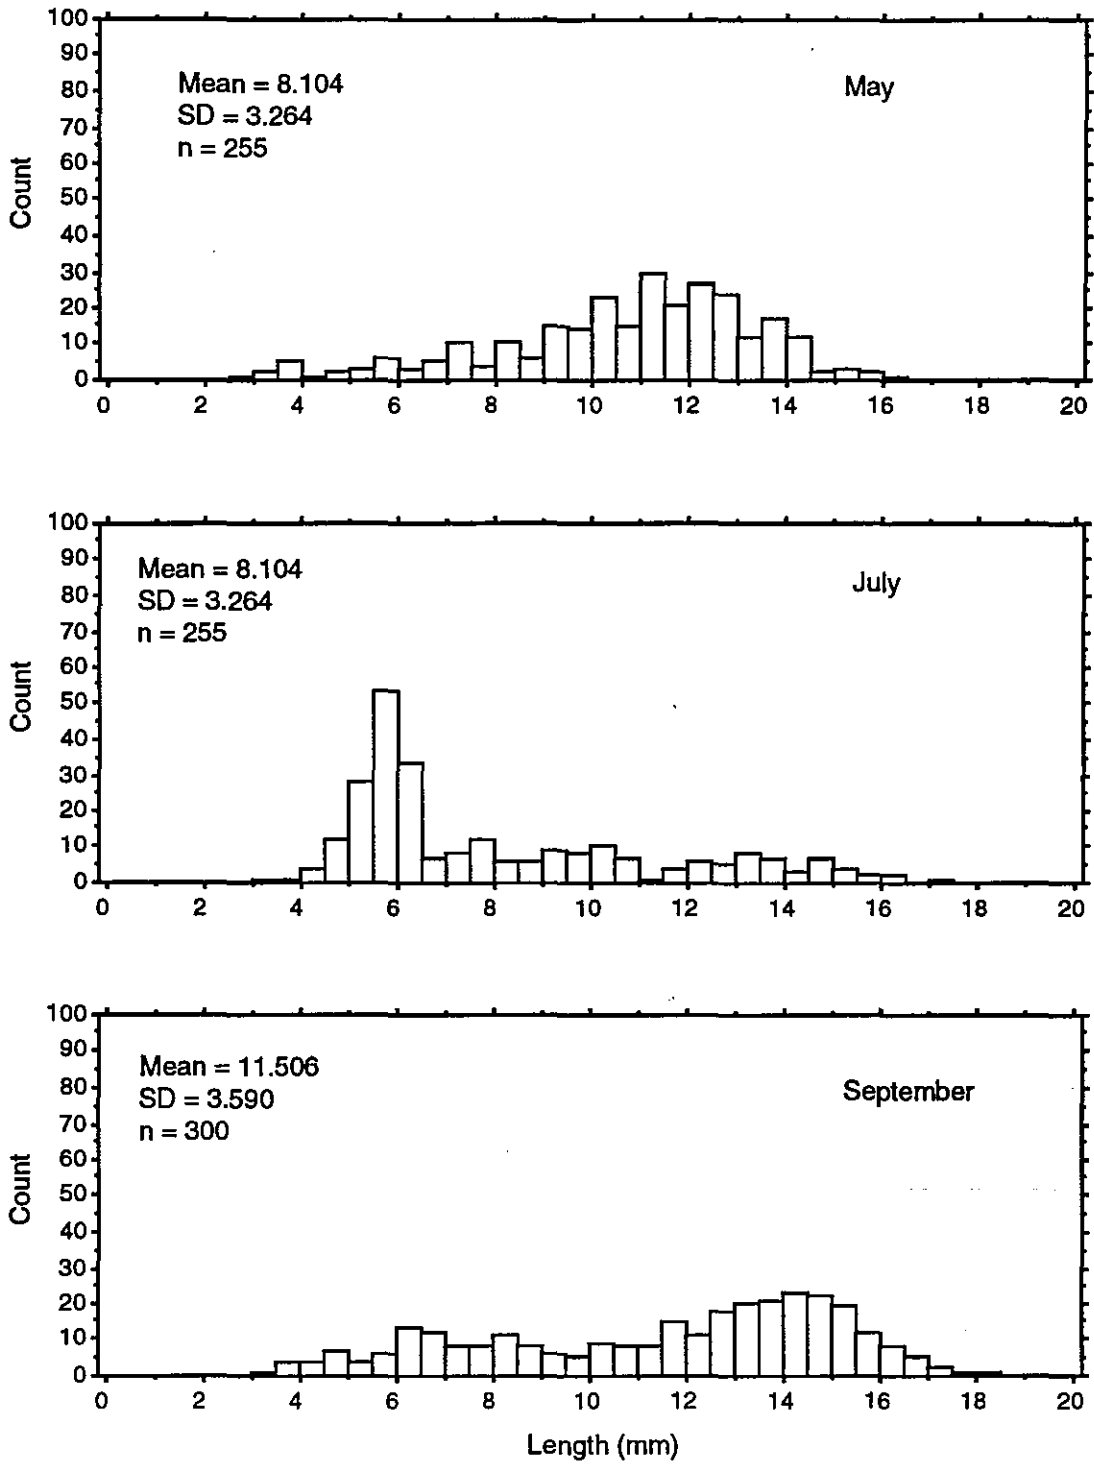 100
90
80
70
60
50
40
30
20
10
0
Count
Mean = 8.104
SD = 3.264
n = 255
May
0 2 4 6 8 10 12 14 16 18 20
100
90
80
70
60
50
40
30
20
10
0
Count
Mean = 8.104
SD = 3.264
n = 255
July
0 2 4 6 8 10 12 14 16 18 20
100
90
80
70
60
50
40
30
20
10
0
Count
Mean = 11.506
SD = 3.590
n = 300
September
0 2 4 6 8 10 12 14 16 18 20
Length (mm)